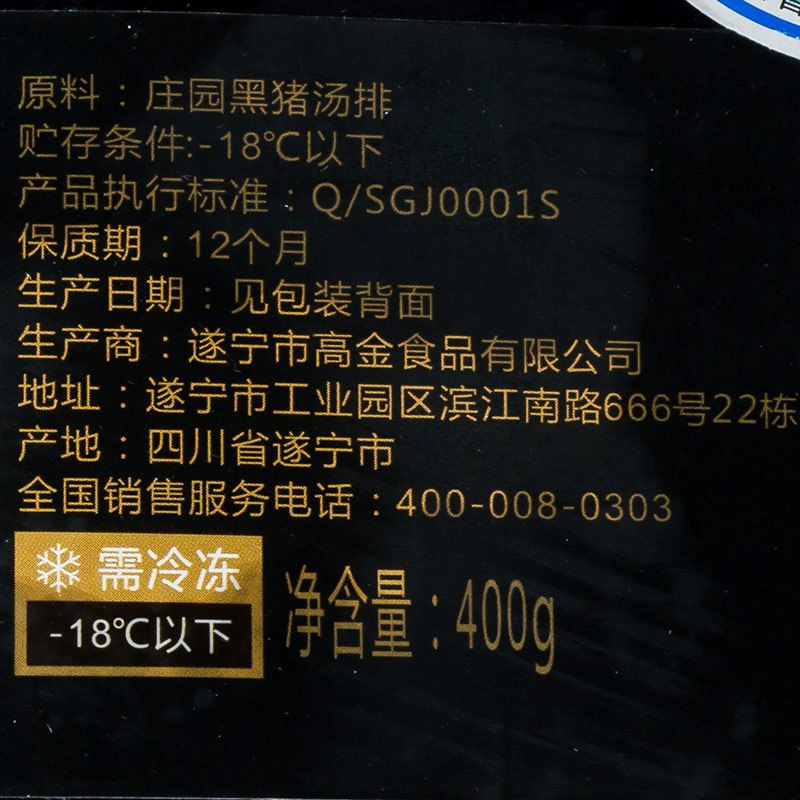 原料：庄园黑猪汤排
贮存条件:-18℃以下
产品执行标准：Q/SGJ0001S
保质期：12个月
生产日期：见包装背面
生产商：遂宁市高金食品有限公司
地址：遂宁市工业园区滨江南路666号22栋
产地：四川省遂宁市
全国销售服务电话：400-008-0303
需冷冻
-18℃以下
净含量：400g